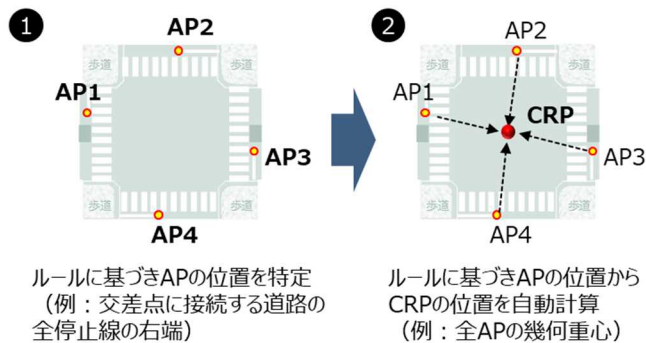 1
AP2
歩道
歩道
AP1
AP3
歩道
歩道
AP4
ルールに基づきAPの位置を特定
（例：交差点に接続する道路の
全停止線の右端）
2
AP2
歩道
歩道
AP1
CRP
AP3
歩道
歩道
AP4
ルールに基づきAPの位置から
CRPの位置を自動計算
（例：全APの幾何重心）